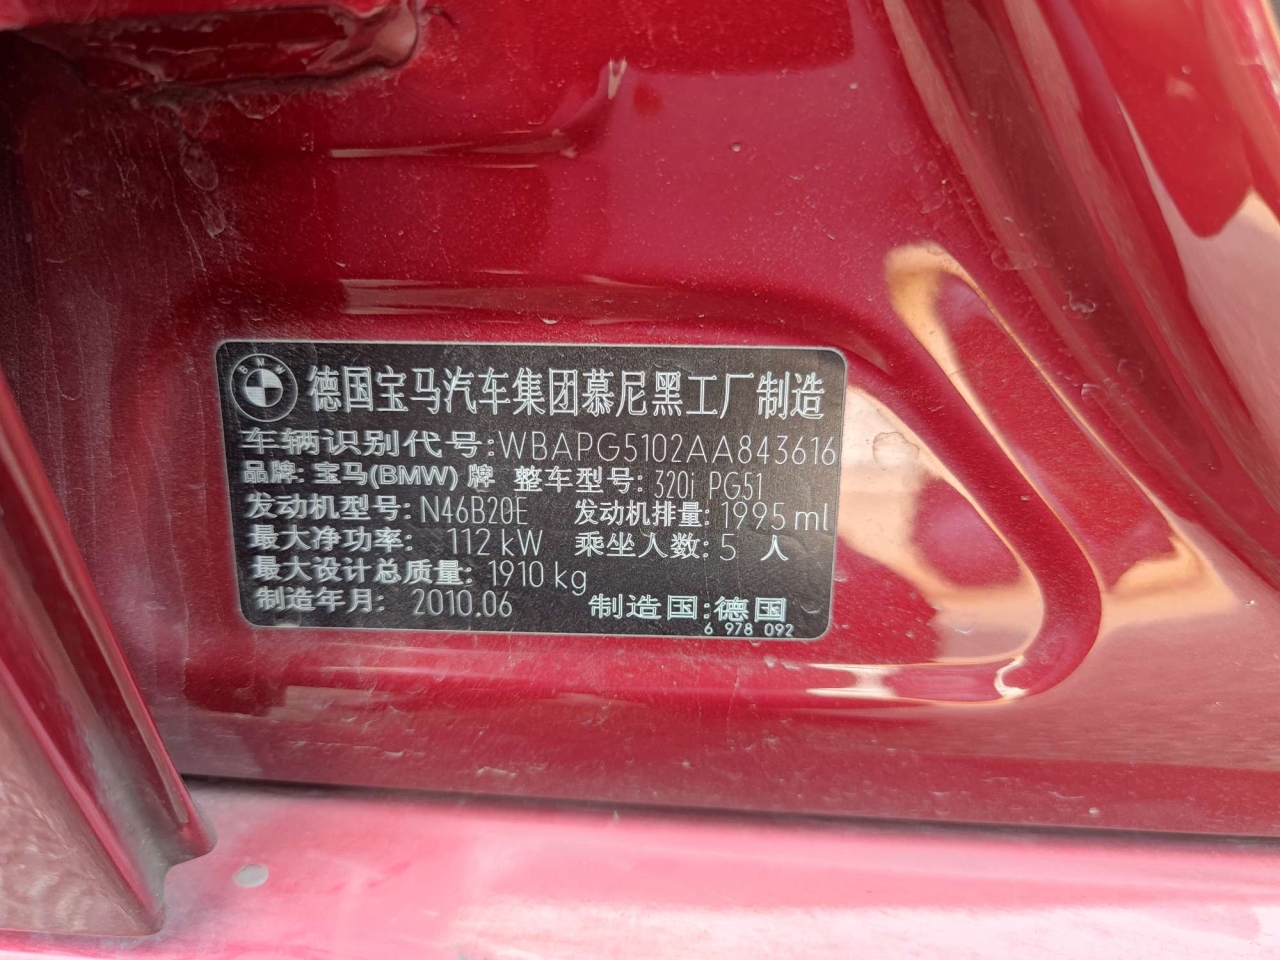 BMW
德国宝马汽车集团慕尼黑工厂制造
车辆识别代号:WBAPG5102AA843616
品牌: 宝马(BMW) 牌 整车型号: 320i PG51
发动机型号: N46B20E 发动机排量: 1995 ml
最大净功率: 112 kW 乘坐人数: 5 人
最大设计总质量: 1910 kg
制造年月: 2010.06 制造国: 德国
6 978 092